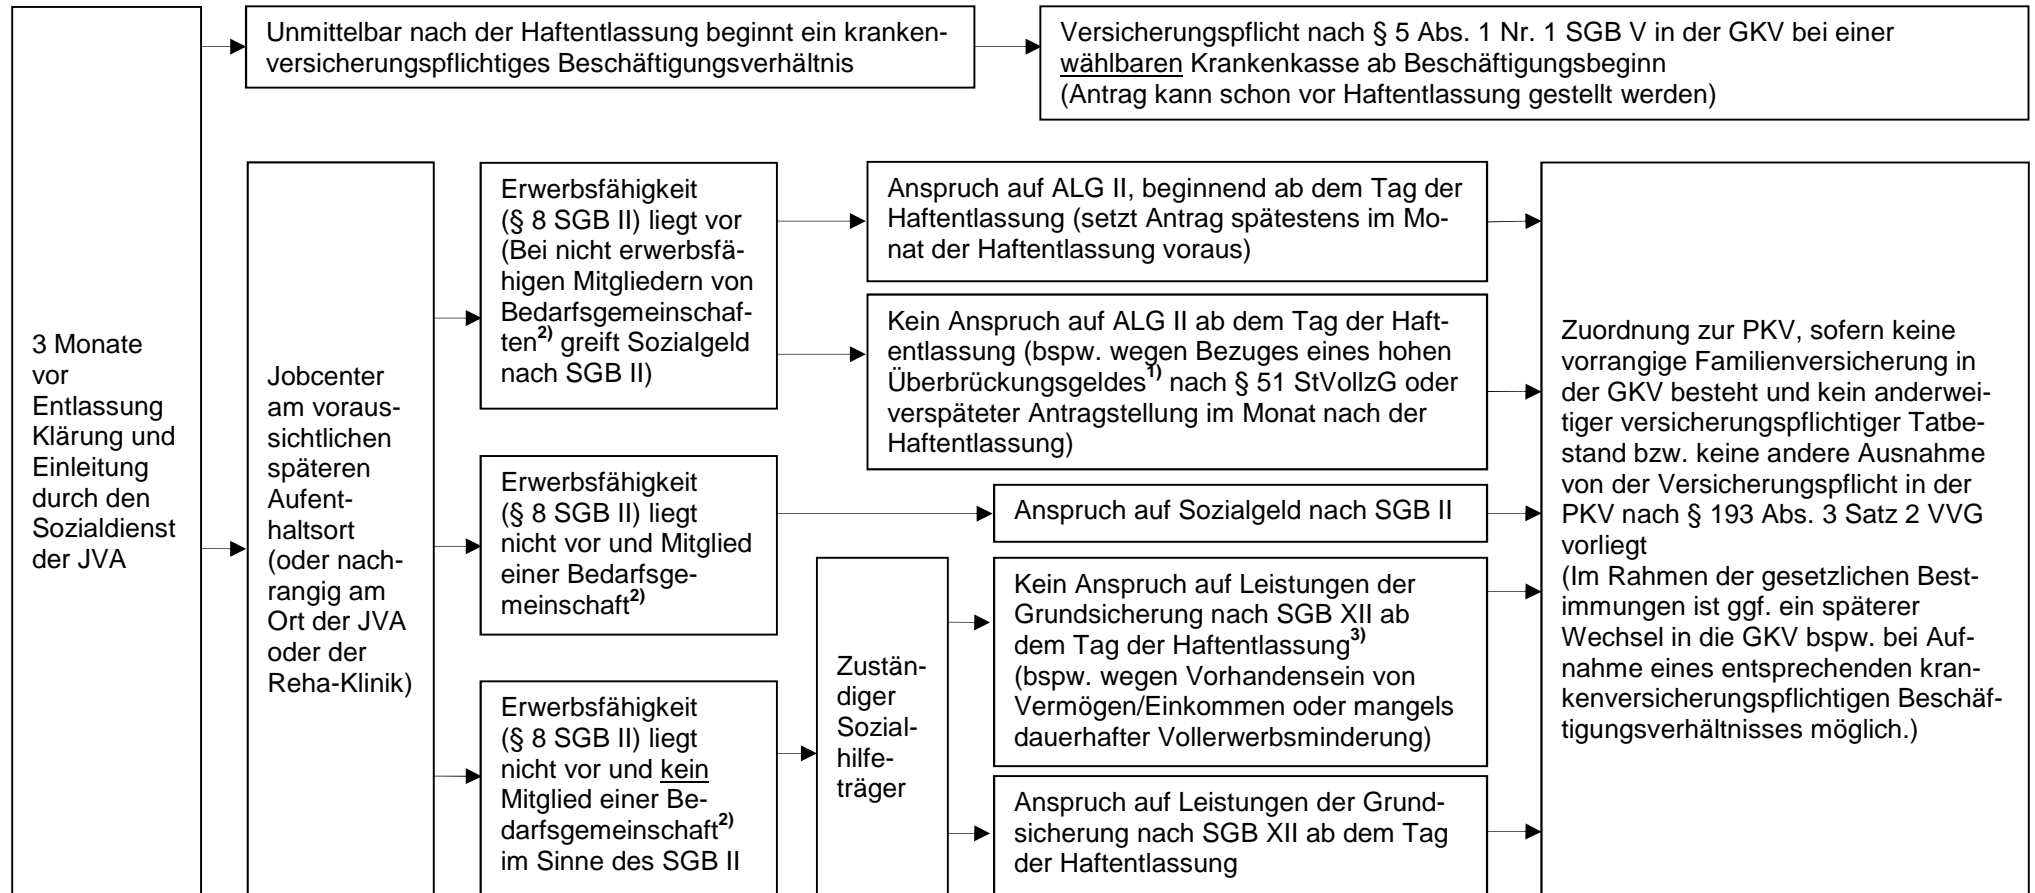 Unmittelbar nach der Haftentlassung beginnt ein kranken-
versicherungspflichtiges Beschäftigungsverhältnis
Versicherungspflicht nach § 5 Abs. 1 Nr. 1 SGB V in der GKV bei einer
wählbaren Krankenkasse ab Beschäftigungsbeginn
(Antrag kann schon vor Haftentlassung gestellt werden)
3 Monate
vor
Entlassung
Klärung und
Einleitung
durch den
Sozialdienst
der JVA
Jobcenter
am voraus-
sichtlichen
späteren
Aufent-
haltsort
(oder nach-
rangig am
Ort der JVA
oder der
Reha-Klinik)
Erwerbsfähigkeit
(§ 8 SGB II) liegt vor
(Bei nicht erwerbsfä-
higen Mitgliedern von
Bedarfsgemeinschaf-
ten2) greift Sozialgeld
nach SGB II)
Anspruch auf ALG II, beginnend ab dem Tag der
Haftentlassung (setzt Antrag spätestens im Mo-
nat der Haftentlassung voraus)
Kein Anspruch auf ALG II ab dem Tag der Haft-
entlassung (bspw. wegen Bezuges eines hohen
Überbrückungsgeldes1) nach § 51 StVollzG oder
verspäteter Antragstellung im Monat nach der
Haftentlassung)
Erwerbsfähigkeit
(§ 8 SGB II) liegt
nicht vor und Mitglied
einer Bedarfsge-
meinschaft2)
Anspruch auf Sozialgeld nach SGB II
Erwerbsfähigkeit
(§ 8 SGB II) liegt
nicht vor und kein
Mitglied einer Be-
darfsgemeinschaft2)
im Sinne des SGB II
Zustän-
diger
Sozial-
hilfe-
träger
Kein Anspruch auf Leistungen der
Grundsicherung nach SGB XII ab
dem Tag der Haftentlassung3)
(bspw. wegen Vorhandensein von
Vermögen/Einkommen oder mangels
dauerhafter Vollerwerbsminderung)
Anspruch auf Leistungen der Grund-
sicherung nach SGB XII ab dem Tag
der Haftentlassung
Zuordnung zur PKV, sofern keine
vorrangige Familienversicherung in
der GKV besteht und kein anderwei-
tiger versicherungspflichtiger Tatbe-
stand bzw. keine andere Ausnahme
von der Versicherungspflicht in der
PKV nach § 193 Abs. 3 Satz 2 VVG
vorliegt
(Im Rahmen der gesetzlichen Best-
immungen ist ggf. ein späterer
Wechsel in die GKV bspw. bei Auf-
nahme eines entsprechenden kran-
kenversicherungspflichtigen Beschäf-
tigungsverhältnisses möglich.)